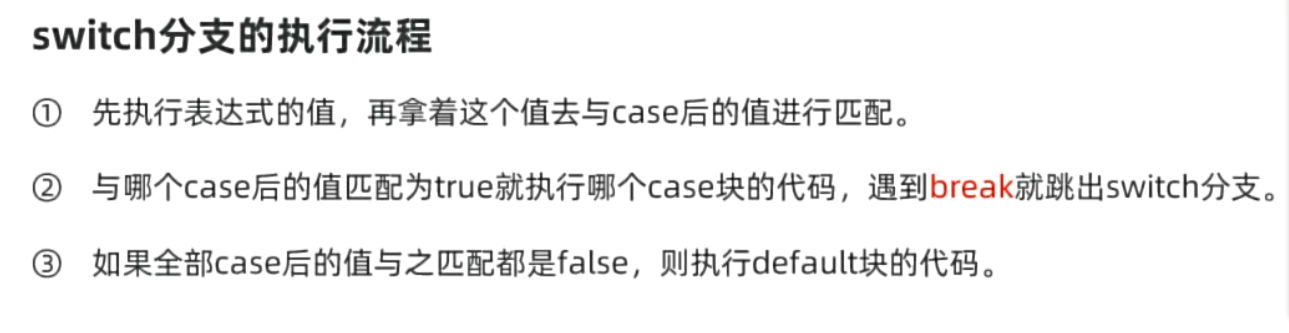 switch分支的执行流程
① 先执行表达式的值，再拿着这个值去与case后的值进行匹配。
② 与哪个case后的值匹配为true就执行哪个case块的代码，遇到break就跳出switch分支。
③ 如果全部case后的值与之匹配都是false，则执行default块的代码。